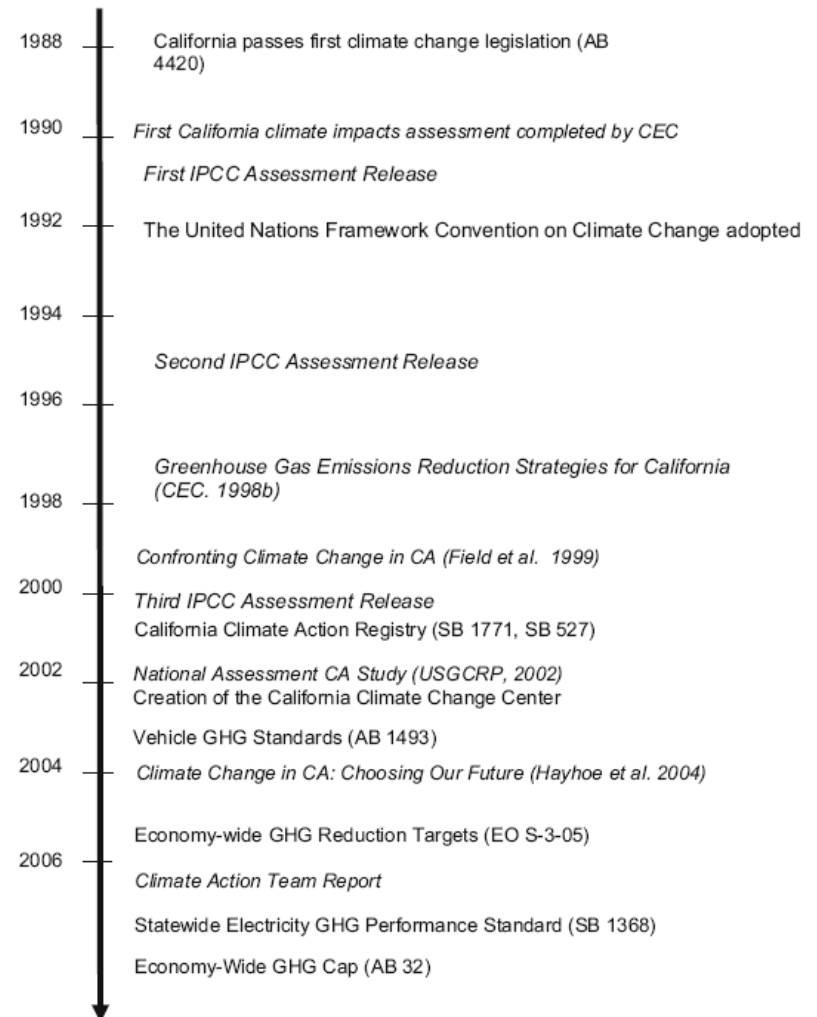 1988
California passes first climate change legislation (AB
4420)
1990
First California climate impacts assessment completed by CEC
First IPCC Assessment Release
1992
The United Nations Framework Convention on Climate Change adopted
1994
Second IPCC Assessment Release
1996
Greenhouse Gas Emissions Reduction Strategies for California
(CEC. 1998b)
1998
Confronting Climate Change in CA (Field et al. 1999)
2000
Third IPCC Assessment Release
California Climate Action Registry (SB 1771, SB 527)
2002
National Assessment CA Study (USGCRP, 2002)
Creation of the California Climate Change Center
Vehicle GHG Standards (AB 1493)
2004
Climate Change in CA: Choosing Our Future (Hayhoe et al. 2004)
Economy-wide GHG Reduction Targets (EO S-3-05)
2006
Climate Action Team Report
Statewide Electricity GHG Performance Standard (SB 1368)
Economy-Wide GHG Cap (AB 32)